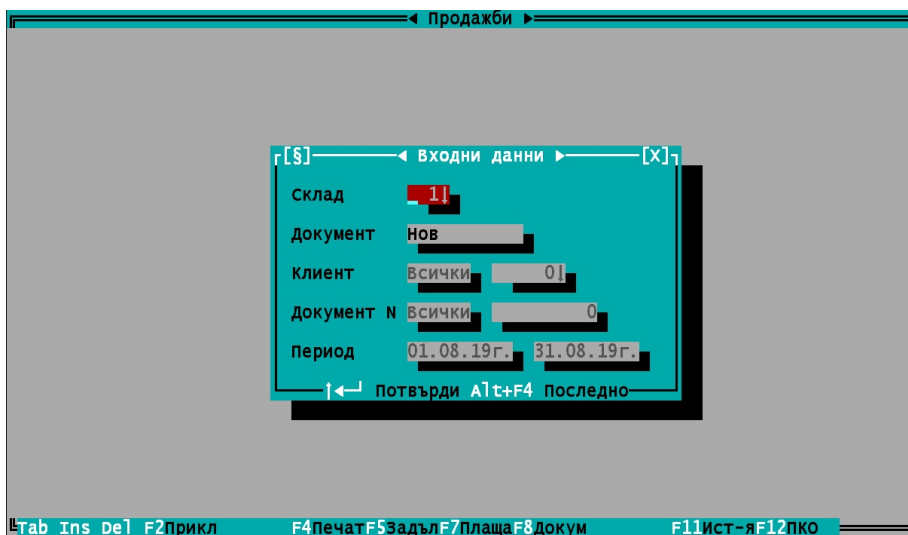 Продажби
[§] Входни данни [X]
Склад 1↓
Документ Нов
Клиент Всички 0↓
Документ N Всички 0
Период 01.08.19г. 31.08.19г.
↑◄┘ Потвърди Alt+F4 Последно
Tab Ins Del F2Прикл F4ПечатF5ЗадълF7ПлащаF8Докум F11Ист-яF12ПКО